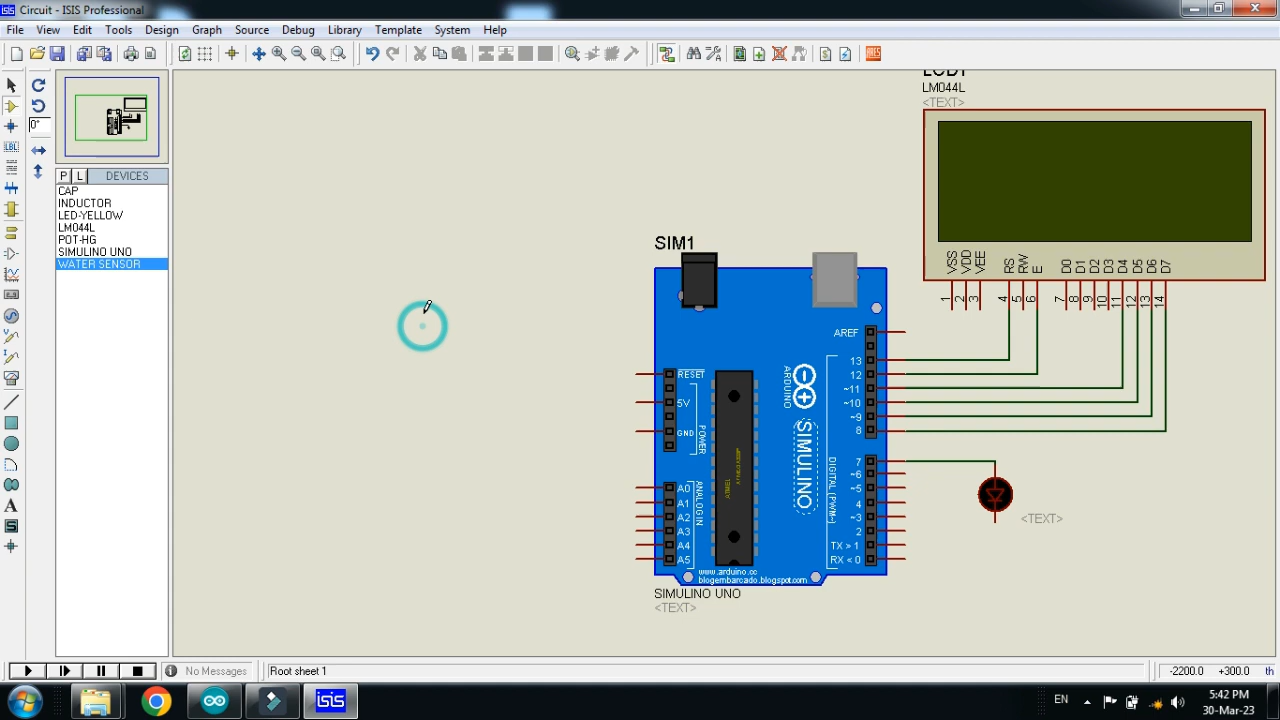 Circuit - ISIS Professional
File View Edit Tools Design Graph Source Debug Library Template System Help
0°
P L DEVICES
CAP
INDUCTOR
LED-YELLOW
LM044L
POT-HG
SIMULINO UNO
WATER SENSOR
LCD1
LM044L
<TEXT>
VSS VDD VEE RS RW E D0 D1 D2 D3 D4 D5 D6 D7
1 2 3 4 5 6 7 8 9 10 11 12 13 14
SIM1
AREF
13
12
~11
~10
~9
8
7
~6
~5
4
~3
2
TX > 1
RX < 0
RESET
5V
GND
POWER
A0
A1
A2
A3
A4
A5
ANALOG IN
ARDUINO
SIMULINO
DIGITAL (PWM~)
www.arduino.cc
blogembarcado.blogspot.com
SIMULINO UNO
<TEXT>
<TEXT>
No Messages
Root sheet 1
-2200.0 +300.0 th
ISIS
EN
5:42 PM
30-Mar-23